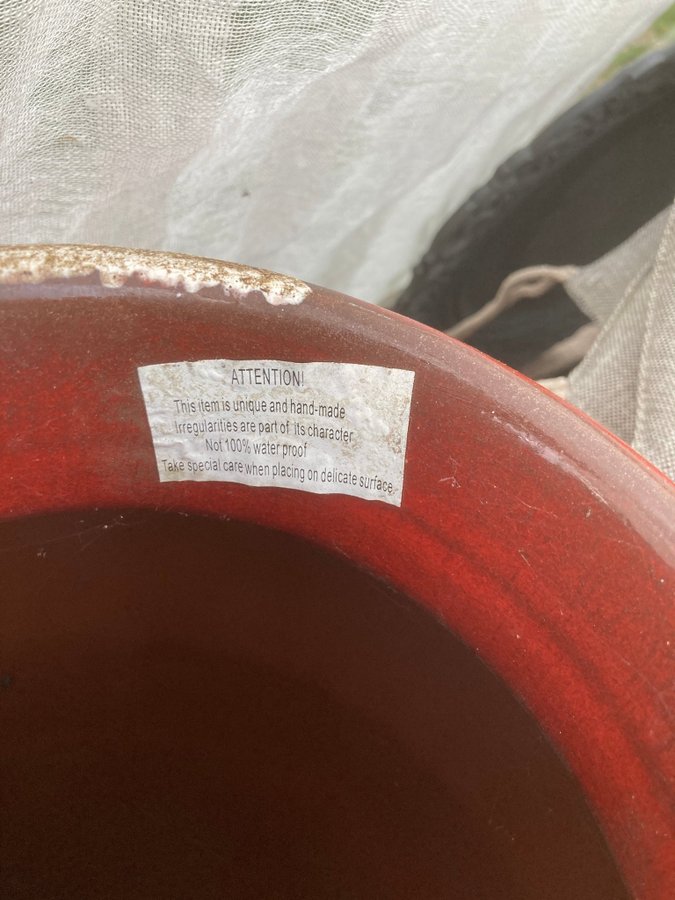 ATTENTION!
This item is unique and hand-made
Irregularities are part of its character
Not 100% water proof
Take special care when placing on delicate surface